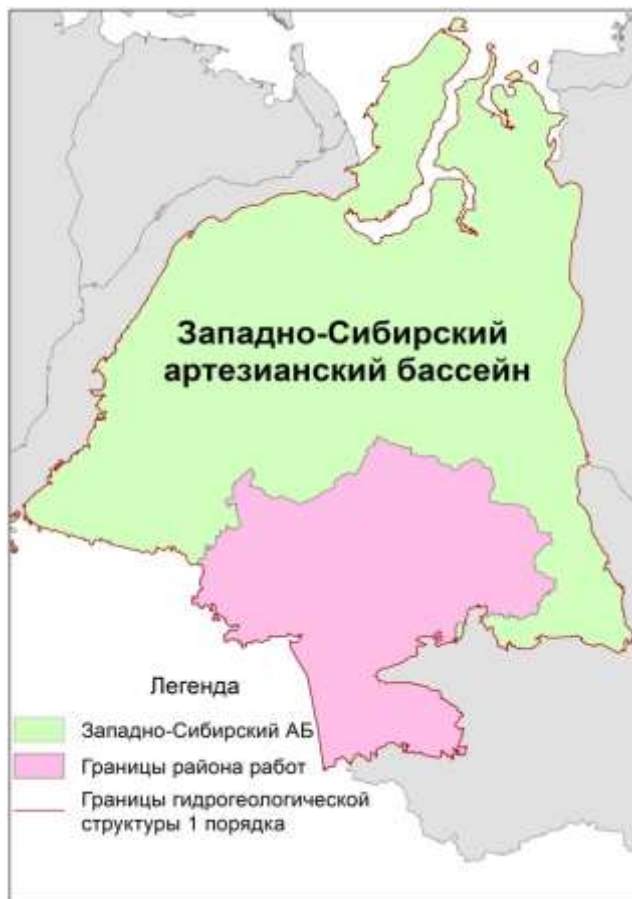 Западно-Сибирский
артезианский бассейн
Легенда
Западно-Сибирский АБ
Границы района работ
Границы гидрогеологической
структуры 1 порядка